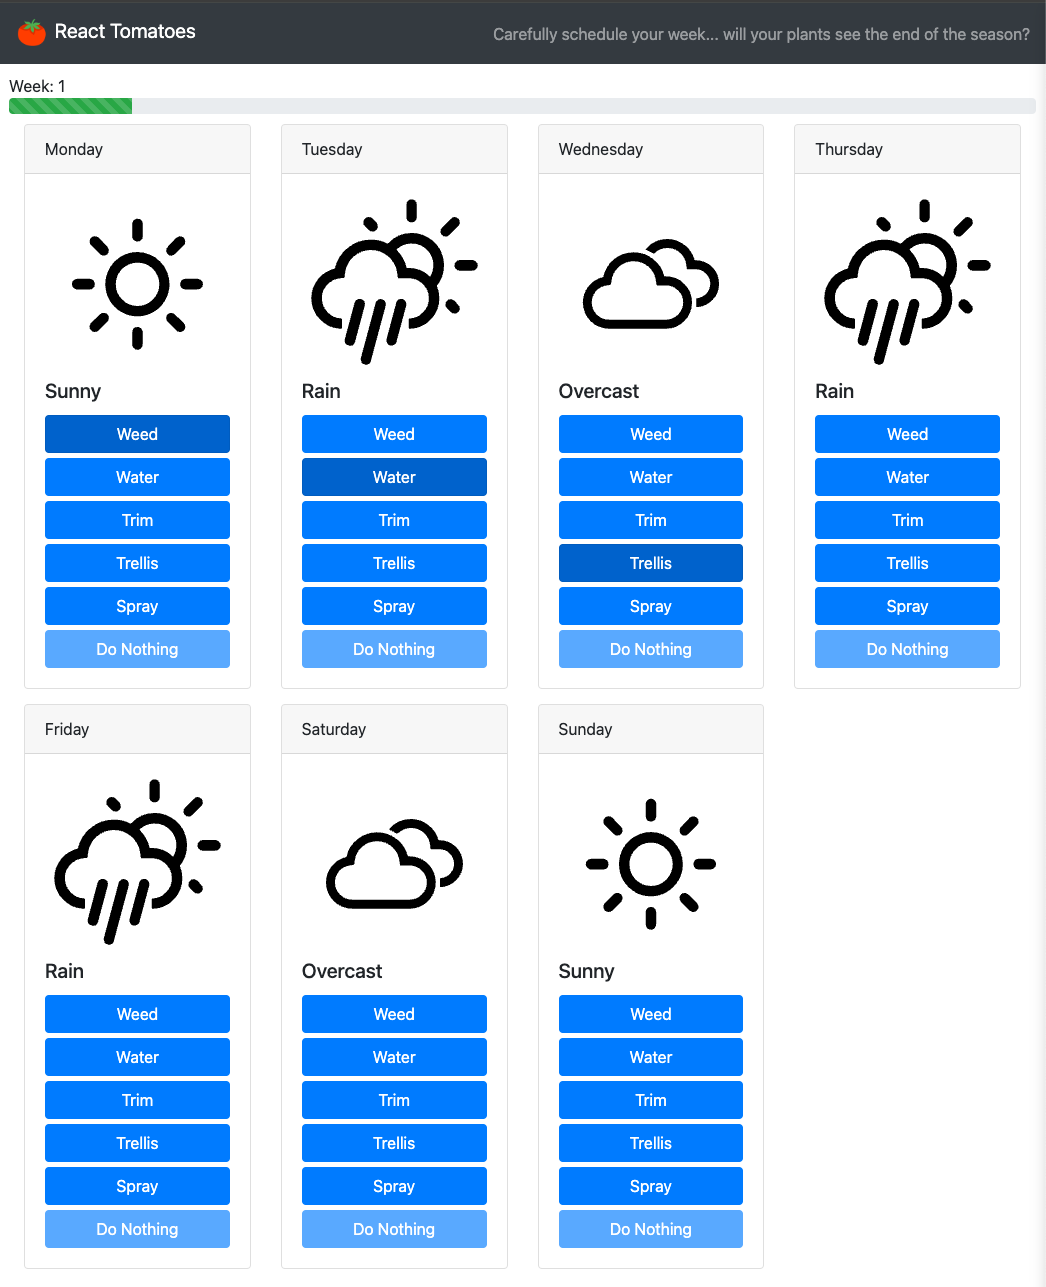 React Tomatoes
Carefully schedule your week... will your plants see the end of the season?
Week: 1
Monday
Sunny
Weed
Water
Trim
Trellis
Spray
Do Nothing
Tuesday
Rain
Weed
Water
Trim
Trellis
Spray
Do Nothing
Wednesday
Overcast
Weed
Water
Trim
Trellis
Spray
Do Nothing
Thursday
Rain
Weed
Water
Trim
Trellis
Spray
Do Nothing
Friday
Rain
Weed
Water
Trim
Trellis
Spray
Do Nothing
Saturday
Overcast
Weed
Water
Trim
Trellis
Spray
Do Nothing
Sunday
Sunny
Weed
Water
Trim
Trellis
Spray
Do Nothing